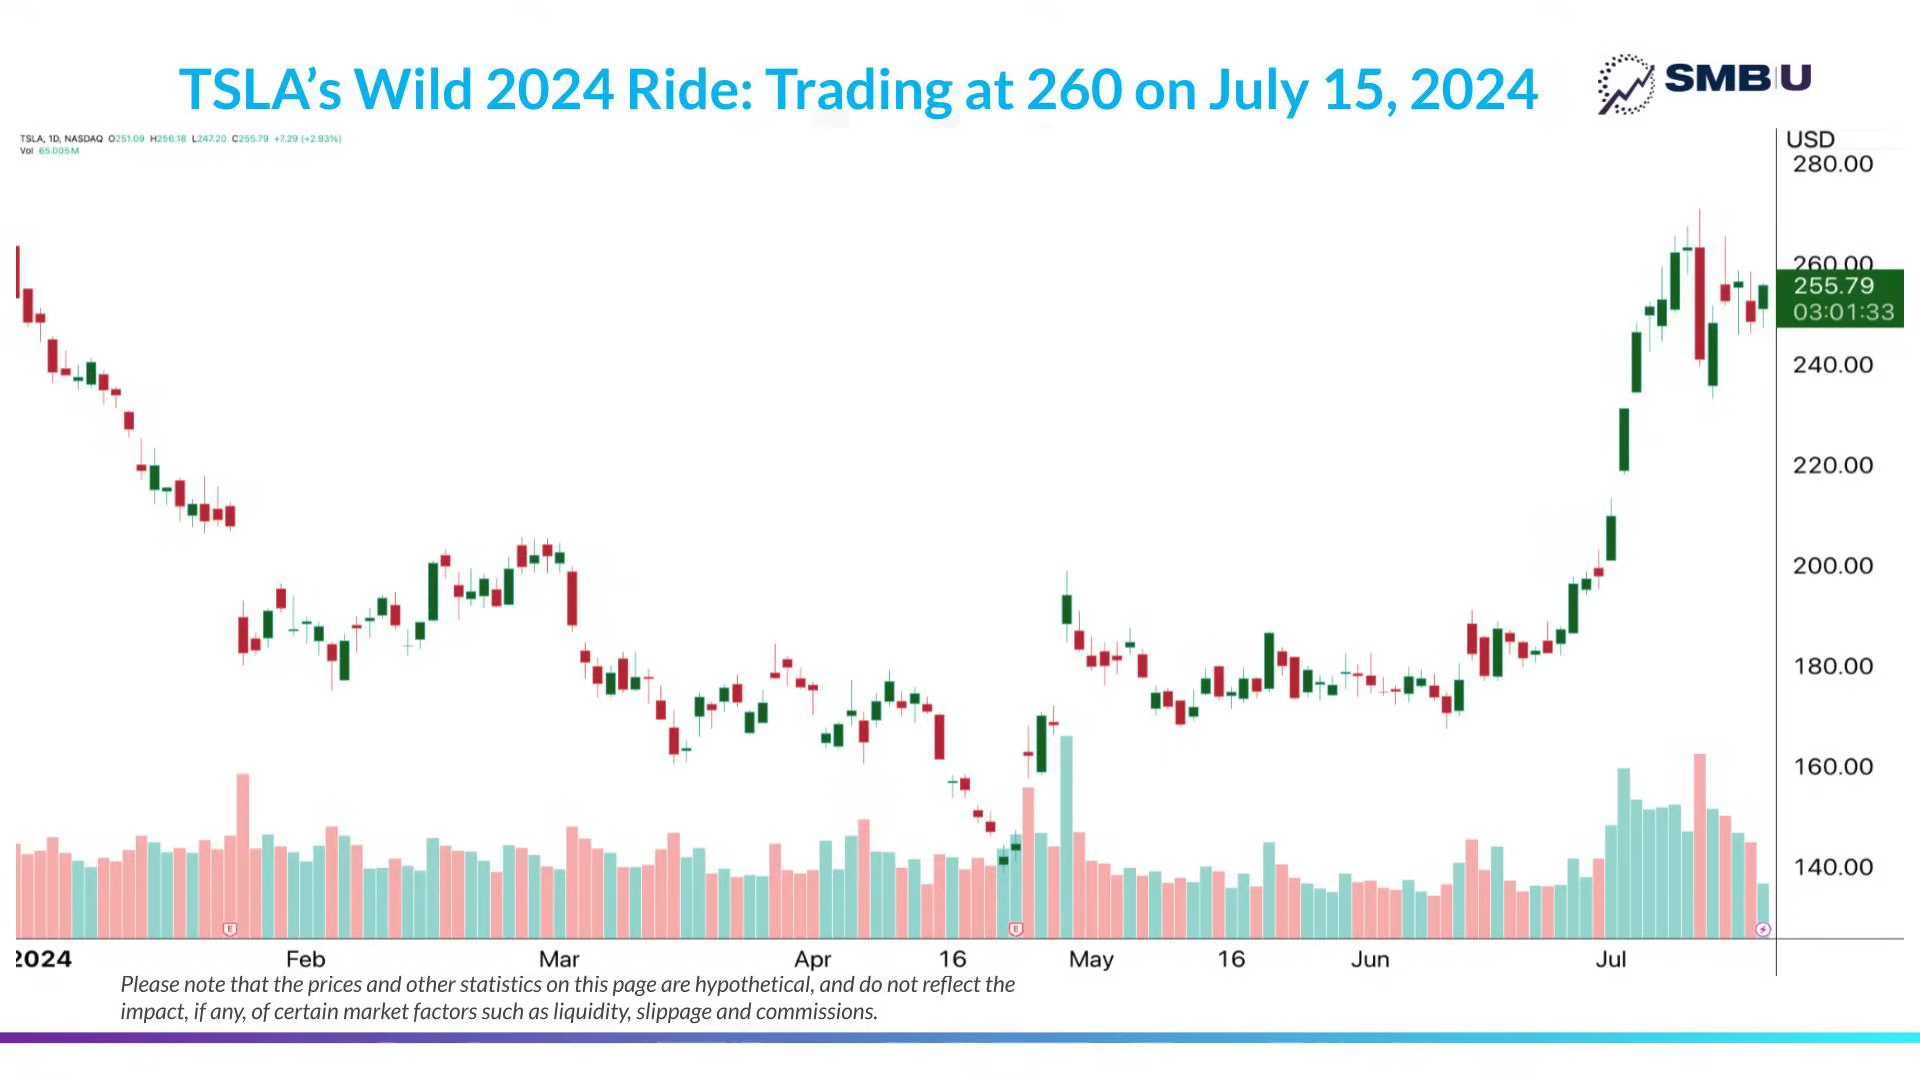 TSLA’s Wild 2024 Ride: Trading at 260 on July 15, 2024
SMB U
TSLA, 1D, NASDAQ O251.09 H256.18 L247.20 C255.79 +7.29 (+2.93%)
Vol 65.005M
USD
280.00
260.00
255.79
03:01:33
240.00
220.00
200.00
180.00
160.00
140.00
E
E
2024 Feb Mar Apr 16 May 16 Jun Jul
Please note that the prices and other statistics on this page are hypothetical, and do not reflect the
impact, if any, of certain market factors such as liquidity, slippage and commissions.